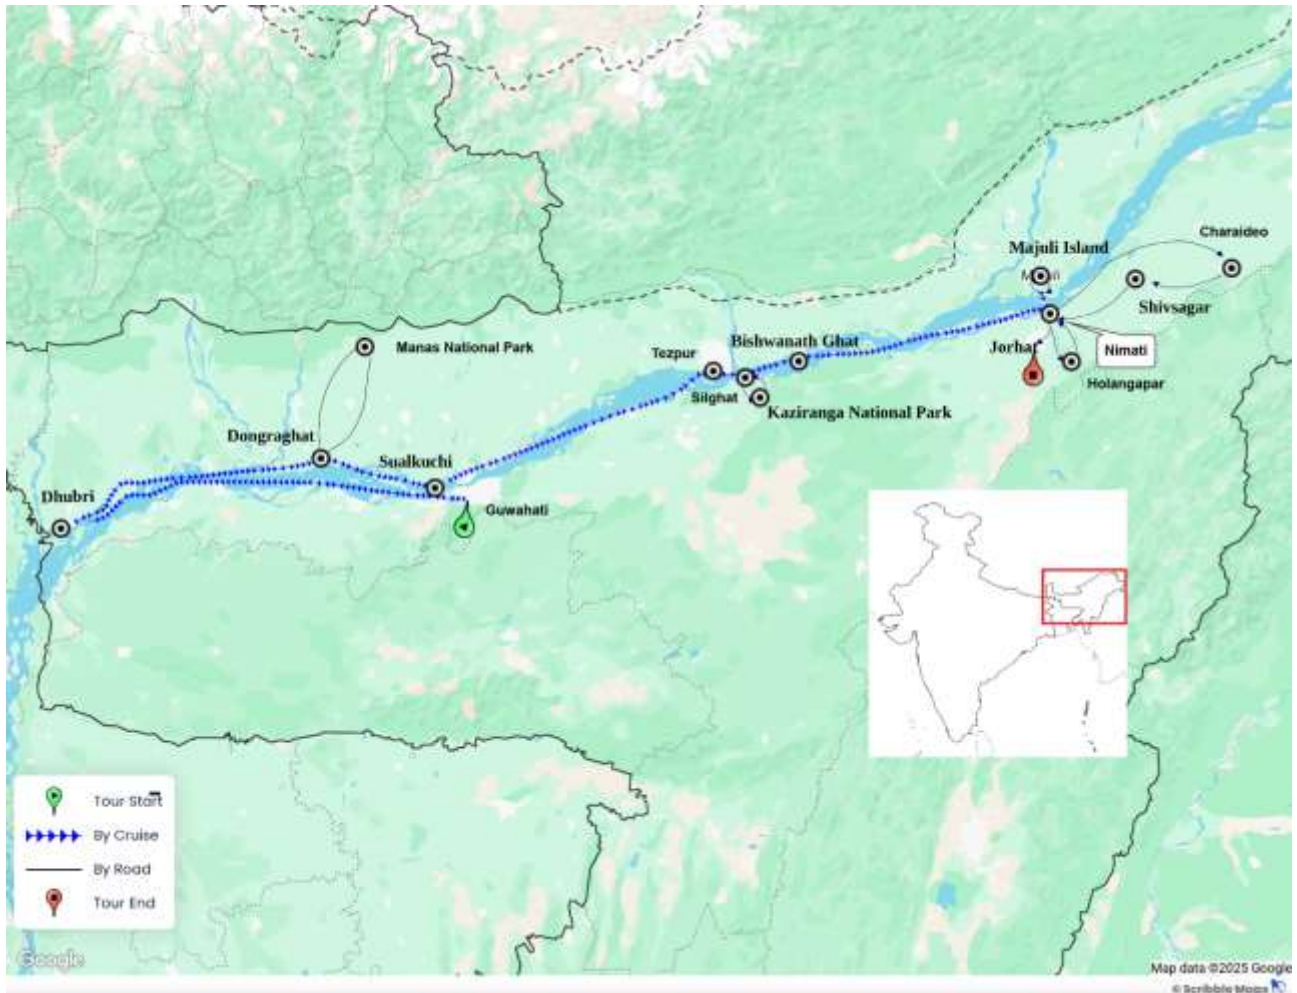 Charaideo
Majuli Island
Shivsagar
Bishwanath Ghat
Jorhat
Nimati
Manas National Park
Tezpur
Holangapar
Silghat
Kaziranga National Park
Dongraghat
Sualkuchi
Dhubri
Guwahati
Tour Start
By Cruise
By Road
Tour End
Google
Map data ©2025 Google
© Scribble Maps